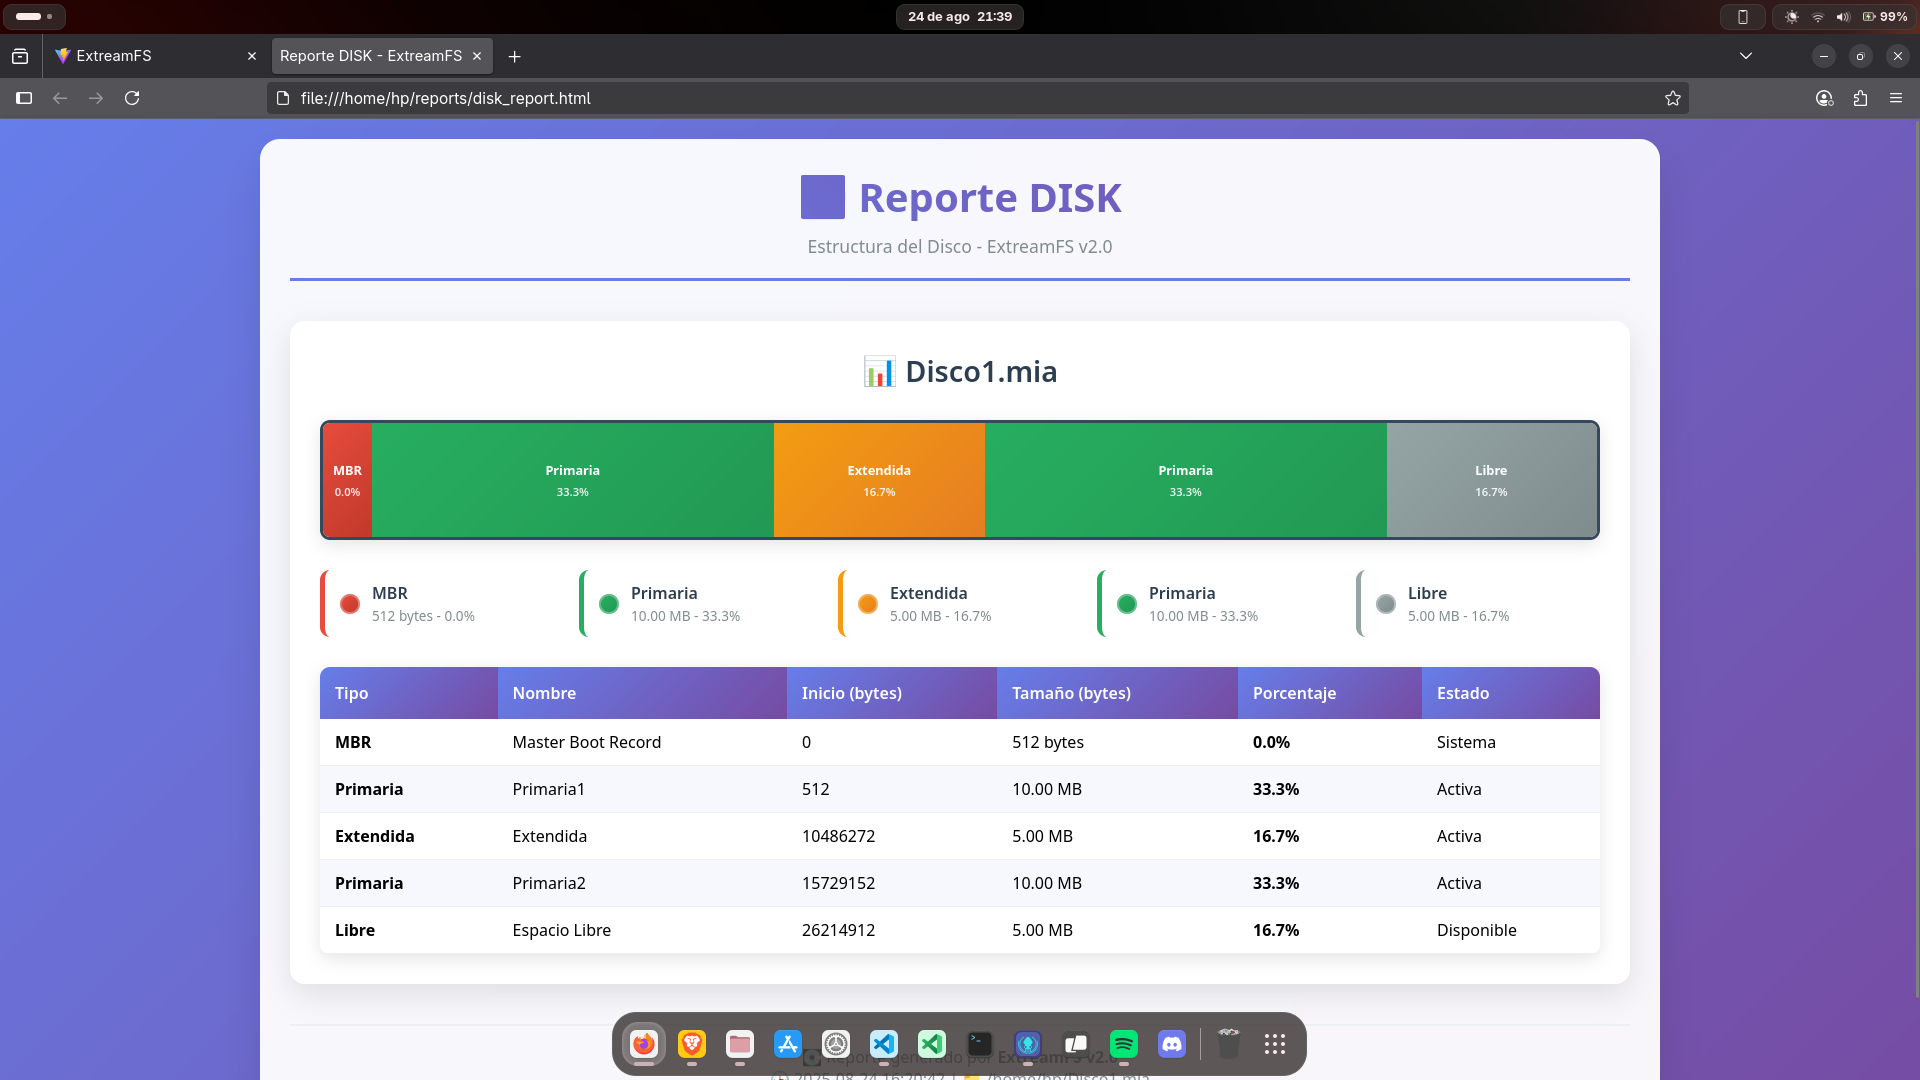 24 de ago 21:39
99%
ExtreamFS
Reporte DISK - ExtreamFS
file:///home/hp/reports/disk_report.html
Reporte DISK
Estructura del Disco - ExtreamFS v2.0
Disco1.mia
MBR
0.0%
Primaria
33.3%
Extendida
16.7%
Primaria
33.3%
Libre
16.7%
MBR
512 bytes - 0.0%
Primaria
10.00 MB - 33.3%
Extendida
5.00 MB - 16.7%
Primaria
10.00 MB - 33.3%
Libre
5.00 MB - 16.7%
Tipo Nombre Inicio (bytes) Tamaño (bytes) Porcentaje Estado
MBR Master Boot Record 0 512 bytes 0.0% Sistema
Primaria Primaria1 512 10.00 MB 33.3% Activa
Extendida Extendida 10486272 5.00 MB 16.7% Activa
Primaria Primaria2 15729152 10.00 MB 33.3% Activa
Libre Espacio Libre 26214912 5.00 MB 16.7% Disponible
Reporte generado por ExtreamFS v2.0
2025-08-24 16:20:42 | /home/hp/Disco1.mia